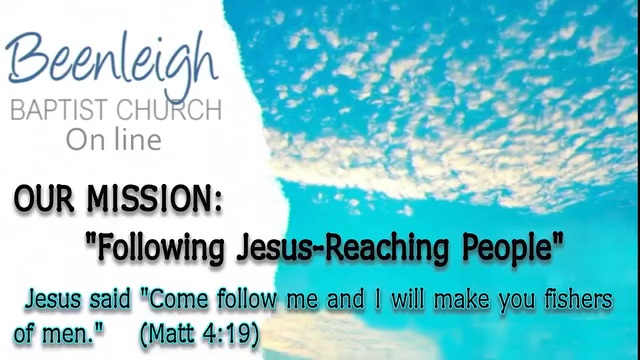 Beenleigh
BAPTIST CHURCH
On line
OUR MISSION:
"Following Jesus-Reaching People"
Jesus said "Come follow me and I will make you fishers
of men." (Matt 4:19)